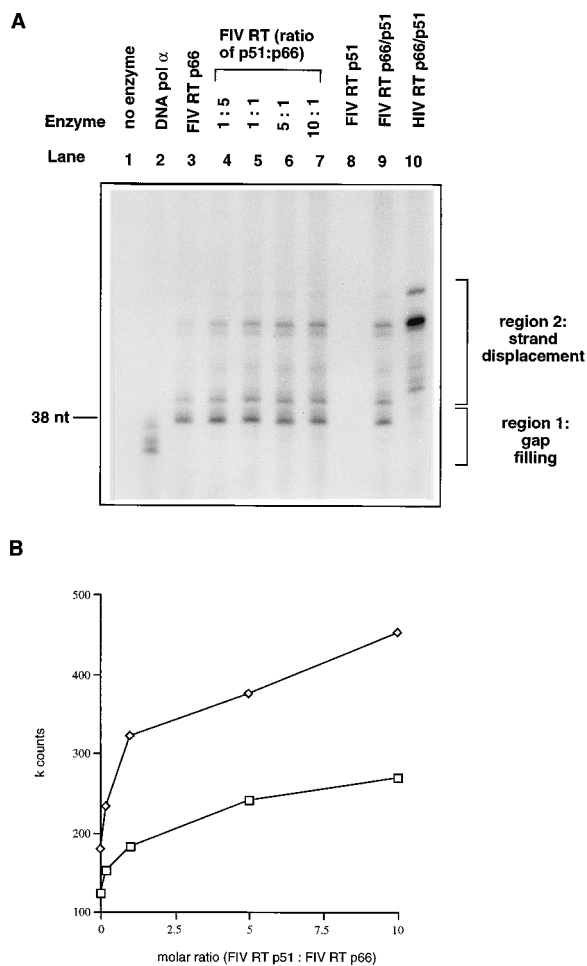 A
no enzyme
DNA pol α
FIV RT p66
FIV RT (ratio
of p51:p66)
1 : 5
1 : 1
5 : 1
10 : 1
FIV RT p51
FIV RT p66/p51
HIV RT p66/p51
Enzyme
Lane 1 2 3 4 5 6 7 8 9 10
region 2:
strand
displacement
38 nt
region 1:
gap
filling
B
500
400
300
200
100
k counts
0 2.5 5 7.5 10
molar ratio (FIV RT p51 : FIV RT p66)